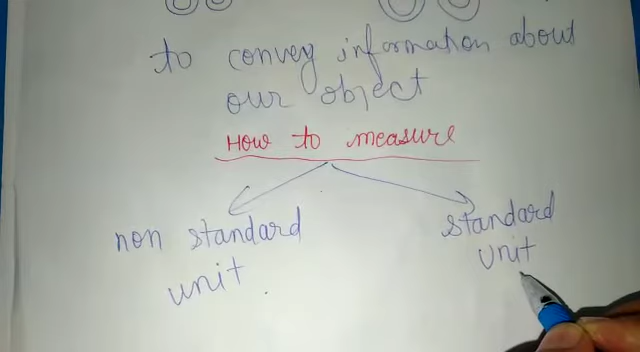 to convey information about
our object
How to measure
non standard
unit.
standard
unit